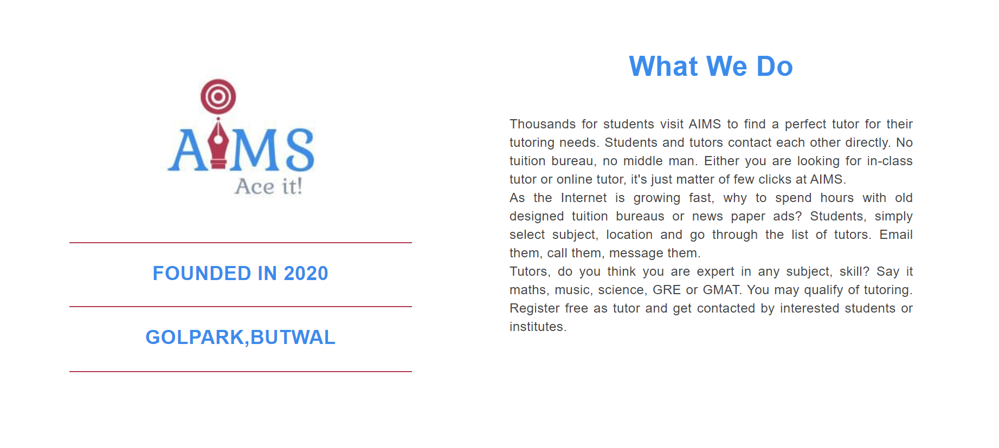 AIMS
Ace it!
FOUNDED IN 2020
GOLPARK,BUTWAL
What We Do
Thousands for students visit AIMS to find a perfect tutor for their
tutoring needs. Students and tutors contact each other directly. No
tuition bureau, no middle man. Either you are looking for in-class
tutor or online tutor, it's just matter of few clicks at AIMS.
As the Internet is growing fast, why to spend hours with old
designed tuition bureaus or news paper ads? Students, simply
select subject, location and go through the list of tutors. Email
them, call them, message them.
Tutors, do you think you are expert in any subject, skill? Say it
maths, music, science, GRE or GMAT. You may qualify of tutoring.
Register free as tutor and get contacted by interested students or
institutes.